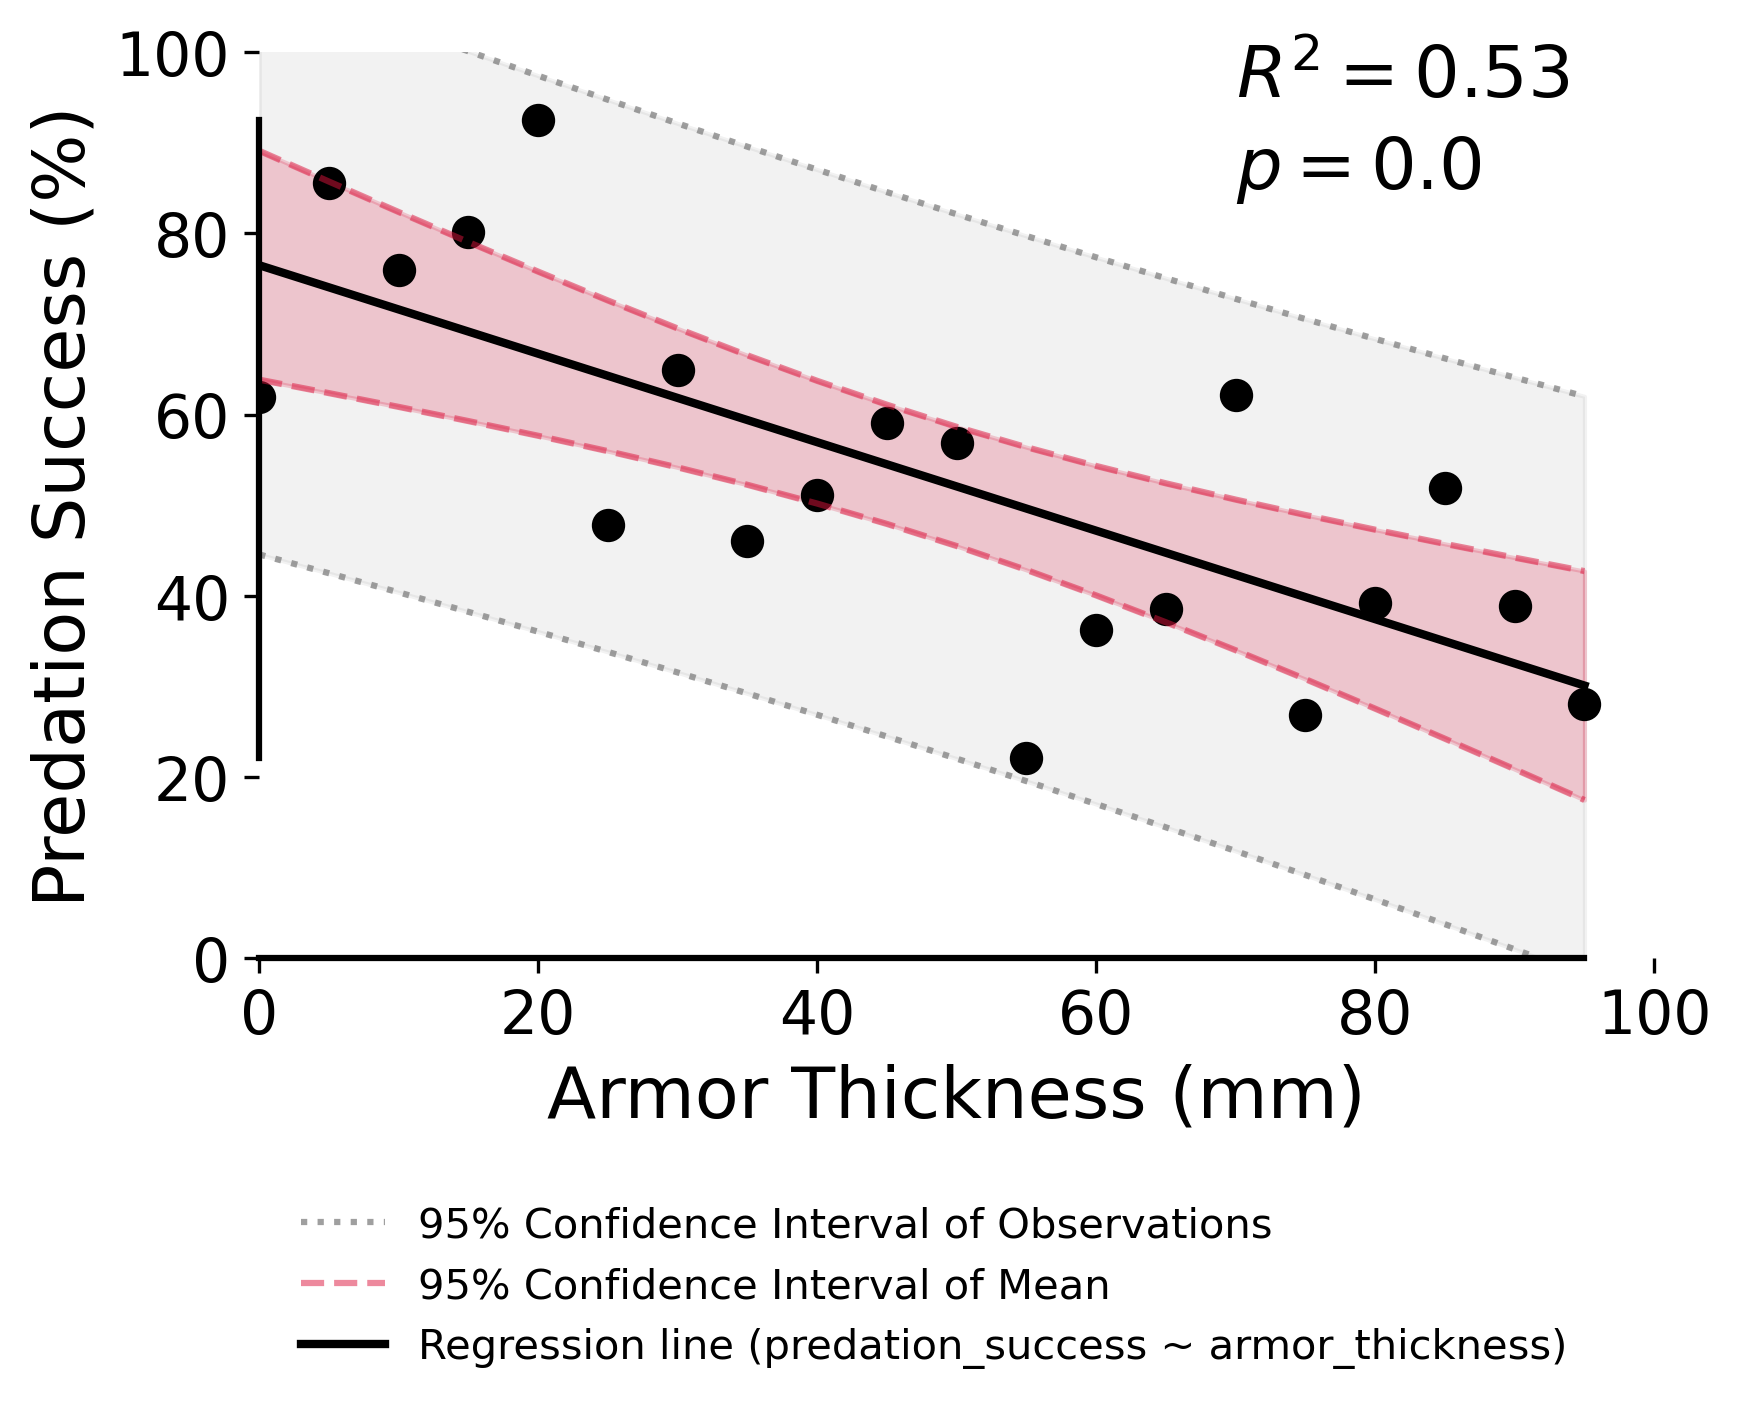 R² = 0.53
p = 0.0
Predation Success (%)
100
80
60
40
20
0
0 20 40 60 80 100
Armor Thickness (mm)
95% Confidence Interval of Observations
95% Confidence Interval of Mean
Regression line (predation_success ~ armor_thickness)